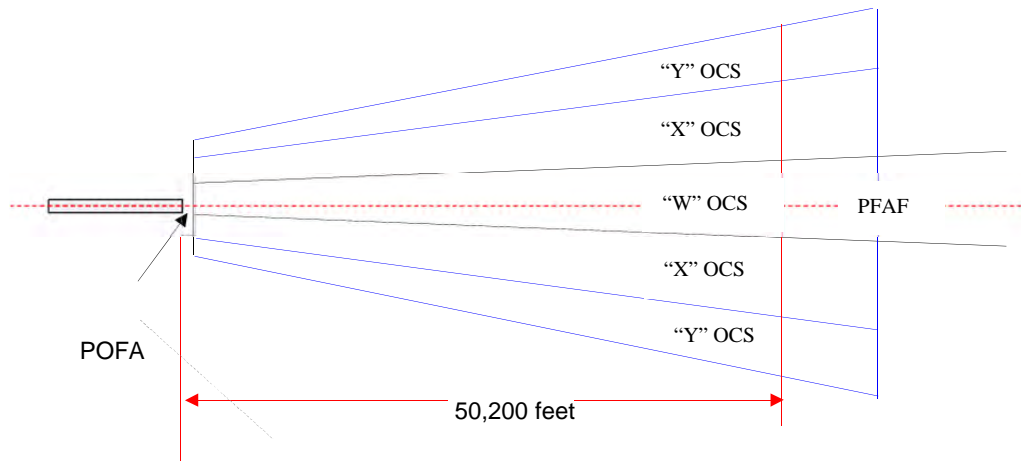 “Y” OCS
“X” OCS
“W” OCS
PFAF
“X” OCS
“Y” OCS
POFA
50,200 feet